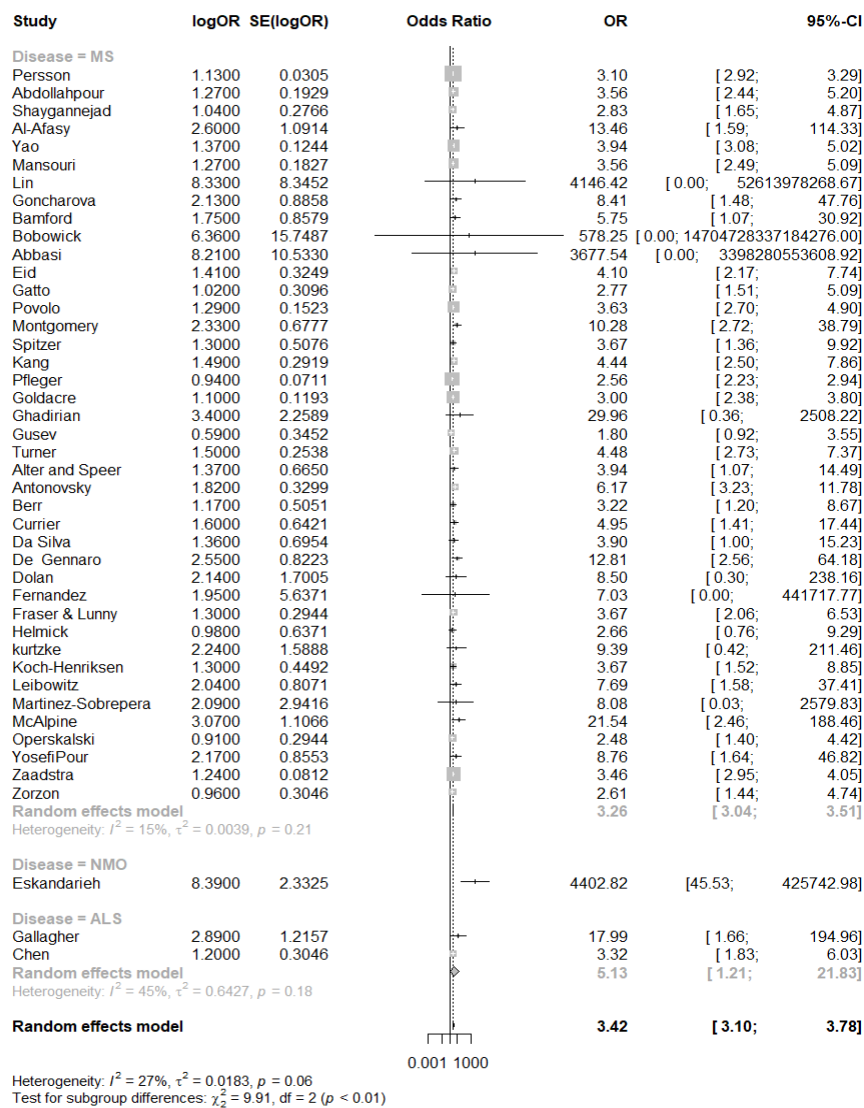 Study logOR SE(logOR) Odds Ratio OR 95%-CI
Disease = MS
Persson 1.1300 0.0305 3.10 [ 2.92; 3.29]
Abdollahpour 1.2700 0.1929 3.56 [ 2.44; 5.20]
Shaygannejad 1.0400 0.2766 2.83 [ 1.65; 4.87]
Al-Afasy 2.6000 1.0914 13.46 [ 1.59; 114.33]
Yao 1.3700 0.1244 3.94 [ 3.08; 5.02]
Mansouri 1.2700 0.1827 3.56 [ 2.49; 5.09]
Lin 8.3300 8.3452 4146.42 [ 0.00; 52613978268.67]
Goncharova 2.1300 0.8858 8.41 [ 1.48; 47.76]
Bamford 1.7500 0.8579 5.75 [ 1.07; 30.92]
Bobowick 6.3600 15.7487 578.25 [ 0.00; 14704728337184276.00]
Abbasi 8.2100 10.5330 3677.54 [ 0.00; 3398280553608.92]
Eid 1.4100 0.3249 4.10 [ 2.17; 7.74]
Gatto 1.0200 0.3096 2.77 [ 1.51; 5.09]
Povolo 1.2900 0.1523 3.63 [ 2.70; 4.90]
Montgomery 2.3300 0.6777 10.28 [ 2.72; 38.79]
Spitzer 1.3000 0.5076 3.67 [ 1.36; 9.92]
Kang 1.4900 0.2919 4.44 [ 2.50; 7.86]
Pfleger 0.9400 0.0711 2.56 [ 2.23; 2.94]
Goldacre 1.1000 0.1193 3.00 [ 2.38; 3.80]
Ghadirian 3.4000 2.2589 29.96 [ 0.36; 2508.22]
Gusev 0.5900 0.3452 1.80 [ 0.92; 3.55]
Turner 1.5000 0.2538 4.48 [ 2.73; 7.37]
Alter and Speer 1.3700 0.6650 3.94 [ 1.07; 14.49]
Antonovsky 1.8200 0.3299 6.17 [ 3.23; 11.78]
Berr 1.1700 0.5051 3.22 [ 1.20; 8.67]
Currier 1.6000 0.6421 4.95 [ 1.41; 17.44]
Da Silva 1.3600 0.6954 3.90 [ 1.00; 15.23]
De Gennaro 2.5500 0.8223 12.81 [ 2.56; 64.18]
Dolan 2.1400 1.7005 8.50 [ 0.30; 238.16]
Fernandez 1.9500 5.6371 7.03 [ 0.00; 441717.77]
Fraser & Lunny 1.3000 0.2944 3.67 [ 2.06; 6.53]
Helmick 0.9800 0.6371 2.66 [ 0.76; 9.29]
kurtzke 2.2400 1.5888 9.39 [ 0.42; 211.46]
Koch-Henriksen 1.3000 0.4492 3.67 [ 1.52; 8.85]
Leibowitz 2.0400 0.8071 7.69 [ 1.58; 37.41]
Martinez-Sobrepera 2.0900 2.9416 8.08 [ 0.03; 2579.83]
McAlpine 3.0700 1.1066 21.54 [ 2.46; 188.46]
Operskalski 0.9100 0.2944 2.48 [ 1.40; 4.42]
YosefiPour 2.1700 0.8553 8.76 [ 1.64; 46.82]
Zaadstra 1.2400 0.0812 3.46 [ 2.95; 4.05]
Zorzon 0.9600 0.3046 2.61 [ 1.44; 4.74]
Random effects model 3.26 [ 3.04; 3.51]
Heterogeneity: I² = 15%, τ² = 0.0039, p = 0.21
Disease = NMO
Eskandarieh 8.3900 2.3325 4402.82 [45.53; 425742.98]
Disease = ALS
Gallagher 2.8900 1.2157 17.99 [ 1.66; 194.96]
Chen 1.2000 0.3046 3.32 [ 1.83; 6.03]
Random effects model 5.13 [ 1.21; 21.83]
Heterogeneity: I² = 45%, τ² = 0.6427, p = 0.18
Random effects model 3.42 [ 3.10; 3.78]
0.001 1000
Heterogeneity: I² = 27%, τ² = 0.0183, p = 0.06
Test for subgroup differences: χ²₂ = 9.91, df = 2 (p < 0.01)